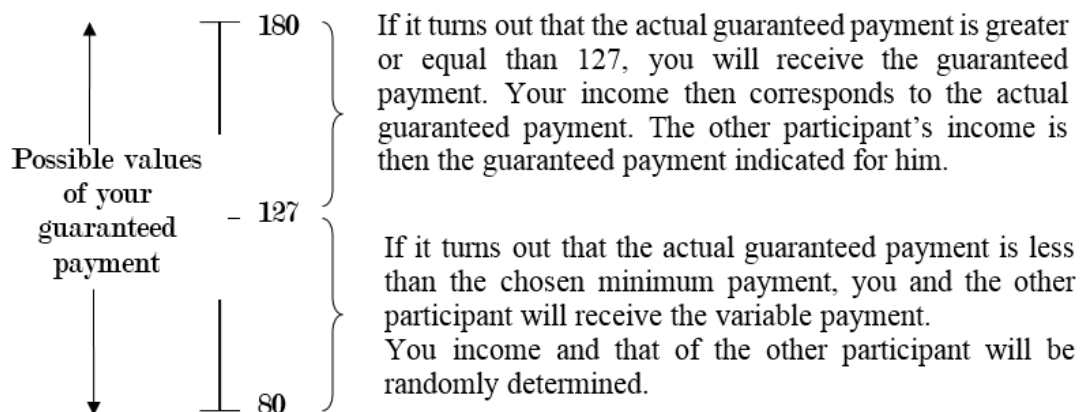 180
If it turns out that the actual guaranteed payment is greater
or equal than 127, you will receive the guaranteed
payment. Your income then corresponds to the actual
guaranteed payment. The other participant's income is
then the guaranteed payment indicated for him.
Possible values
of your
guaranteed
payment
127
If it turns out that the actual guaranteed payment is less
than the chosen minimum payment, you and the other
participant will receive the variable payment.
You income and that of the other participant will be
randomly determined.
80